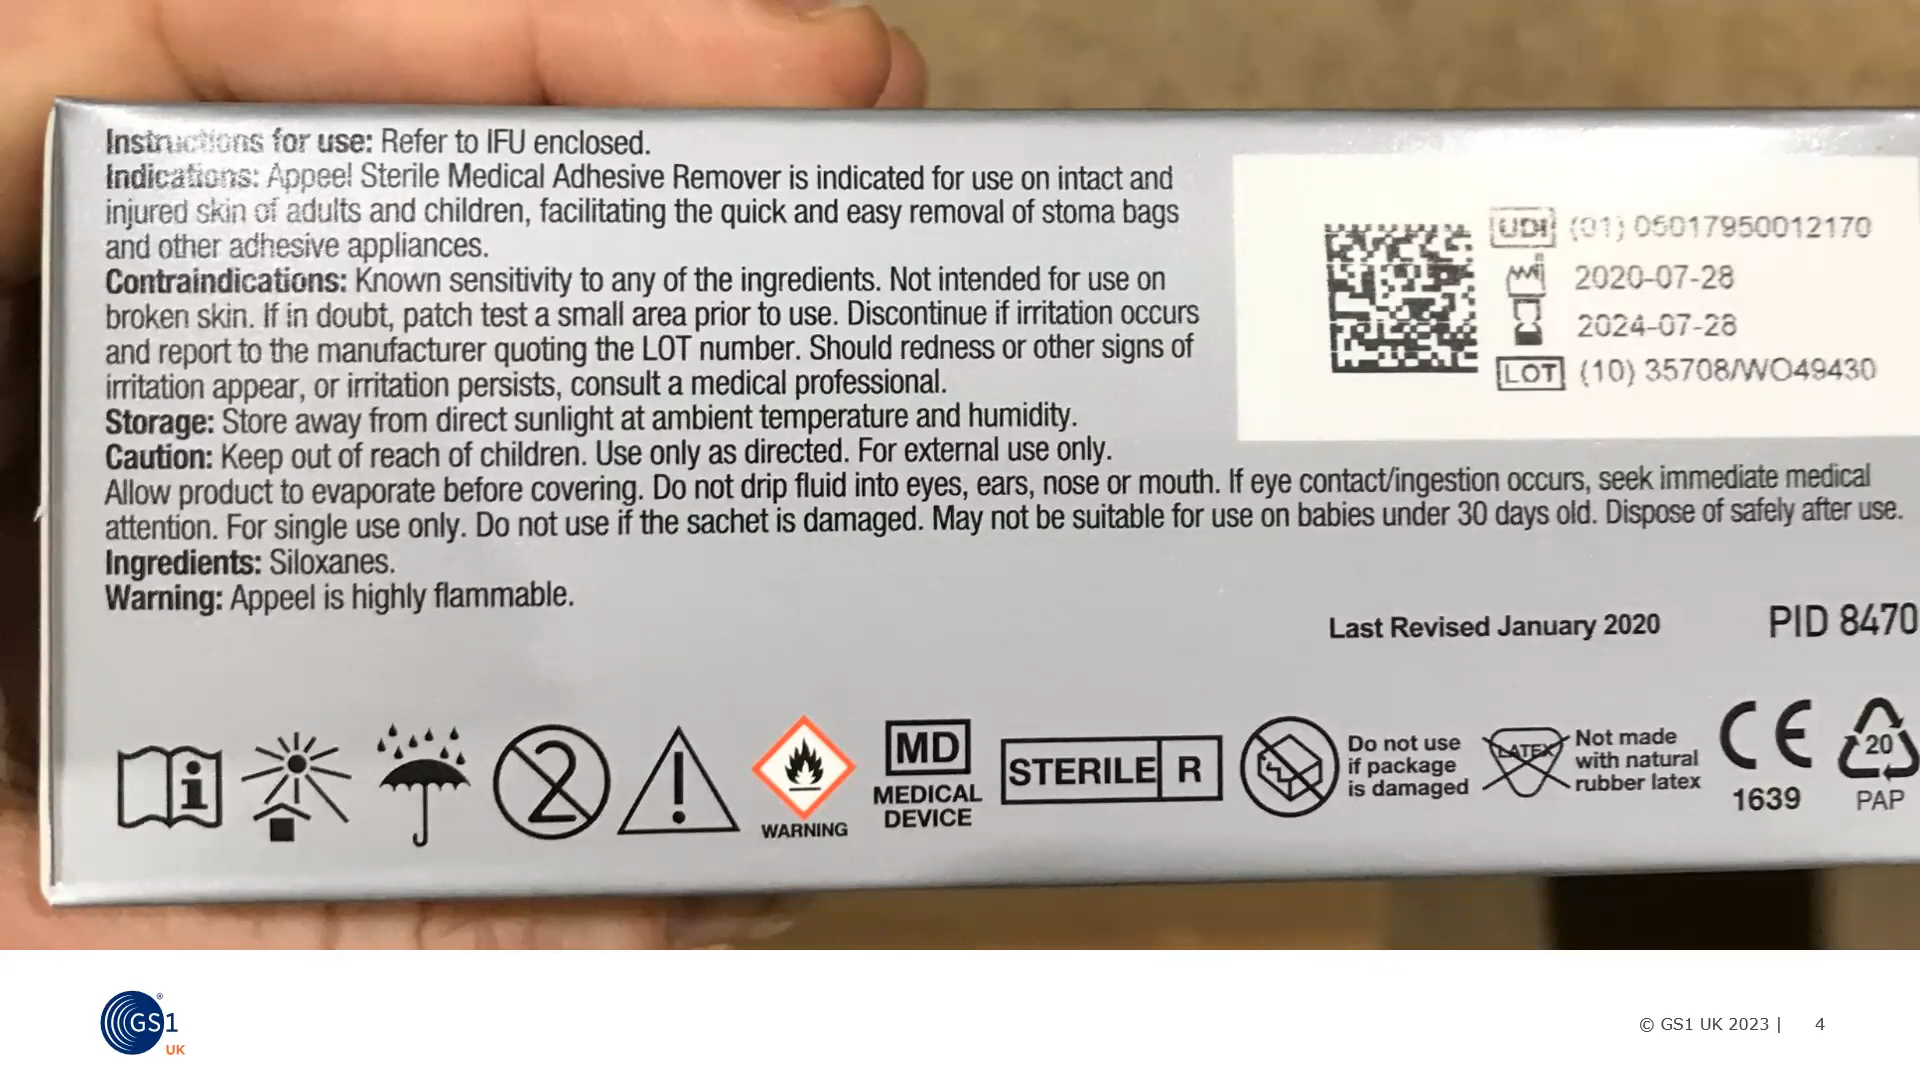 Instructions for use: Refer to IFU enclosed.
Indications: Appeel Sterile Medical Adhesive Remover is indicated for use on intact and
injured skin of adults and children, facilitating the quick and easy removal of stoma bags
and other adhesive appliances.
Contraindications: Known sensitivity to any of the ingredients. Not intended for use on
broken skin. If in doubt, patch test a small area prior to use. Discontinue if irritation occurs
and report to the manufacturer quoting the LOT number. Should redness or other signs of
irritation appear, or irritation persists, consult a medical professional.
Storage: Store away from direct sunlight at ambient temperature and humidity.
Caution: Keep out of reach of children. Use only as directed. For external use only.
Allow product to evaporate before covering. Do not drip fluid into eyes, ears, nose or mouth. If eye contact/ingestion occurs, seek immediate medical
attention. For single use only. Do not use if the sachet is damaged. May not be suitable for use on babies under 30 days old. Dispose of safely after use.
Ingredients: Siloxanes.
Warning: Appeel is highly flammable.
UDI (01) 05017950012170
2020-07-28
2024-07-28
LOT (10) 35708/WO49430
Last Revised January 2020
PID 8470
i
2
!
WARNING
MD
MEDICAL
DEVICE
STERILE R
Do not use
if package
is damaged
LATEX
Not made
with natural
rubber latex
CE
1639
20
PAP
GS1
UK
© GS1 UK 2023 | 4